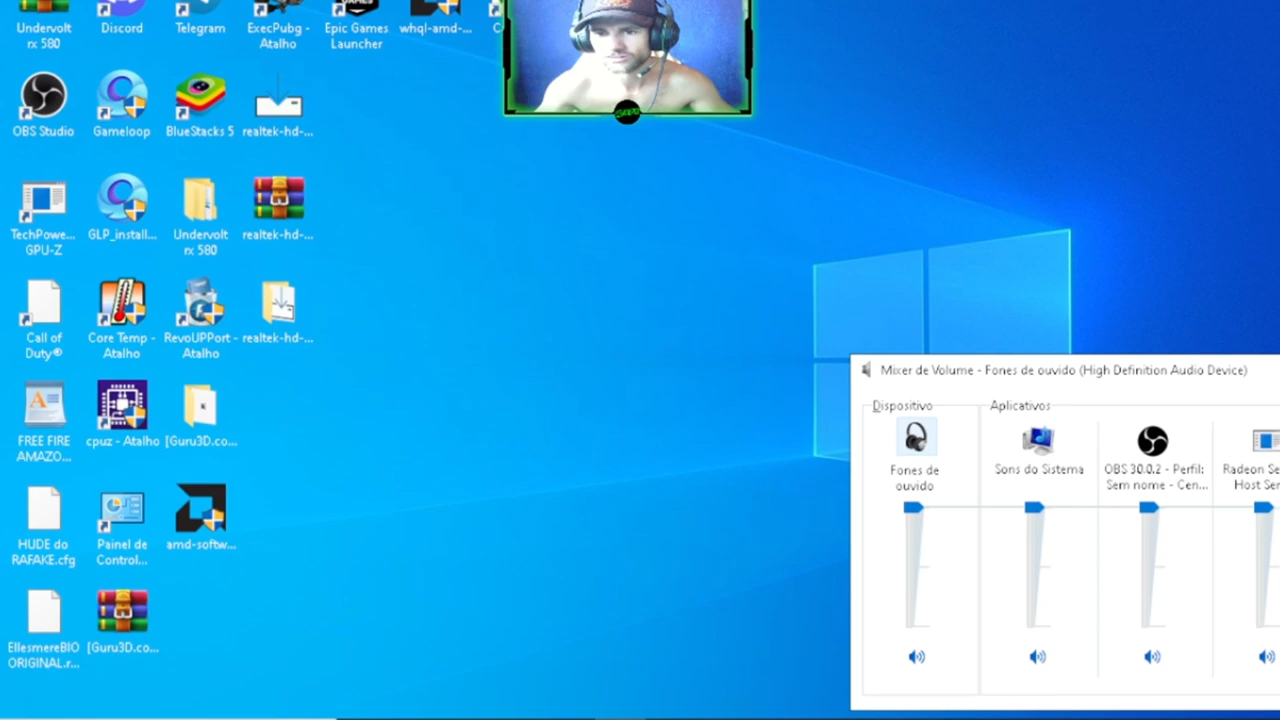 Undervolt
rx 580
Discord
Telegram
ExecPubg -
Atalho
Epic Games
Launcher
whql-amd-...
OBS Studio
Gameloop
BlueStacks 5
realtek-hd-...
TechPowe...
GPU-Z
GLP_install...
Undervolt
rx 580
realtek-hd-...
Call of
Duty®
Core Temp -
Atalho
RevoUPPort -
Atalho
realtek-hd-...
FREE FIRE
AMAZO...
cpuz - Atalho
[Guru3D.co...
HUDE do
RAFAKE.cfg
Painel de
Control...
amd-softw...
EllesmereBIO
ORIGINAL.r...
[Guru3D.co...
Mixer de Volume - Fones de ouvido (High Definition Audio Device)
Dispositivo
Aplicativos
Fones de
ouvido
Sons do Sistema
OBS 30.0.2 - Perfil:
Sem nome - Cen...
Radeon Se
Host Ser